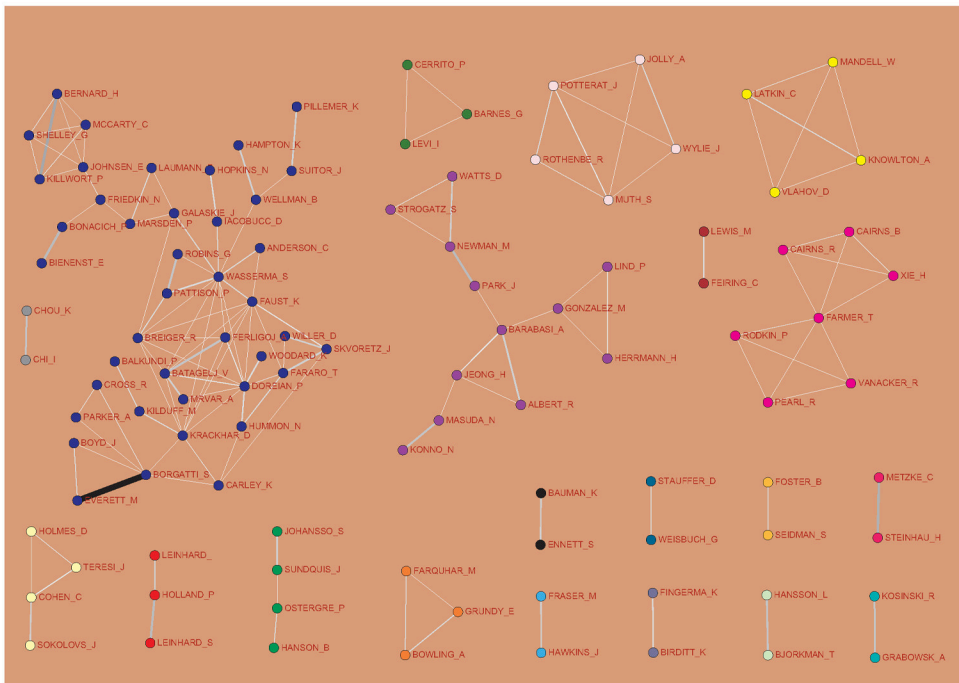 JOLLY_A
CERRITO_P
MANDELL_W
POTTERAT_J
BERNARD_H
LATKIN_C
PILLEMER_K
BARNES_G
MCCARTY_C
SHELLEY_G
LEVI_I
HAMPTON_K
WYLIE_J
ROTHENBE_R
KNOWLTON_A
JOHNSEN_E
LAUMANN_E
HOPKINS_N
SUITOR_J
KILLWORT_P
WATTS_D
VLAHOV_D
FRIEDKIN_N
WELLMAN_B
MUTH_S
STROGATZ_S
GALASKIE_J
BONACICH_P
MARSDEN_P
IACOBUCC_D
LEWIS_M
CAIRNS_B
ANDERSON_C
NEWMAN_M
CAIRNS_R
ROBINS_G
BIENENST_E
LIND_P
WASSERMA_S
XIE_H
FEIRING_C
PARK_J
PATTISON_P
FAUST_K
CHOU_K
GONZALEZ_M
FARMER_T
BARABASI_A
BREIGER_R
FERLIGOJ_
WILLER_D
RODKIN_P
SKVORETZ_J
CHI_I
BALKUNDI_P
WOODARD_K
HERRMANN_H
BATAGELJ_V
FARARO_T
JEONG_H
CROSS_R
DOREIAN_P
VANACKER_R
MRVAR_A
PEARL_R
ALBERT_R
PARKER_A
KILDUFF_M
MASUDA_N
HUMMON_N
KRACKHAR_D
BOYD_J
KONNO_N
BORGATTI_S
CARLEY_K
METZKE_C
STAUFFER_D
FOSTER_B
BAUMAN_K
EVERETT_M
HOLMES_D
JOHANSSO_S
SEIDMAN_S
STEINHAU_H
WEISBUCH_G
ENNETT_S
LEINHARD_
TERESI_J
SUNDQUIS_J
FARQUHAR_M
HOLLAND_P
COHEN_C
FRASER_M
FINGERMA_K
HANSSON_L
KOSINSKI_R
OSTERGRE_P
GRUNDY_E
LEINHARD_S
SOKOLOVS_J
HANSON_B
BOWLING_A
HAWKINS_J
BIRDITT_K
BJORKMAN_T
GRABOWSK_A